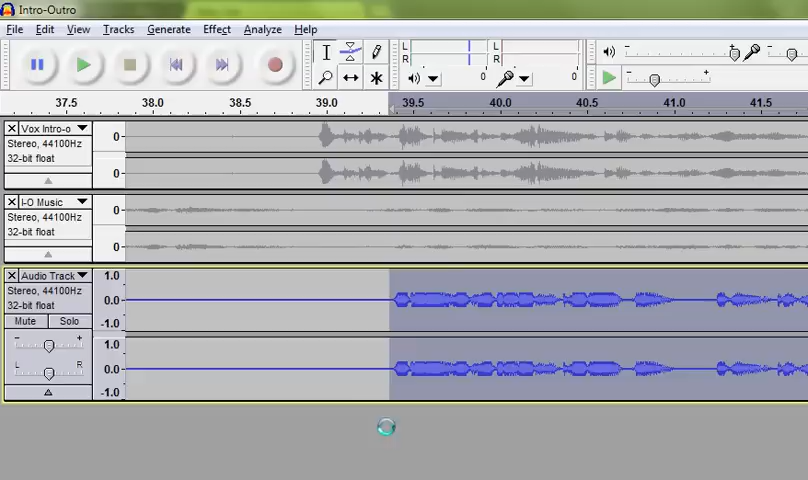 Intro-Outro
File Edit View Tracks Generate Effect Analyze Help
L L
R R
0 0
37.5 38.0 38.5 39.0 39.5 40.0 40.5 41.0 41.5
Vox Intro-o
Stereo, 44100Hz
32-bit float
0
0
I-O Music
Stereo, 44100Hz
32-bit float
0
0
Audio Track
Stereo, 44100Hz
32-bit float
Mute Solo
- +
L R
1.0
0.0
-1.0
1.0
0.0
-1.0